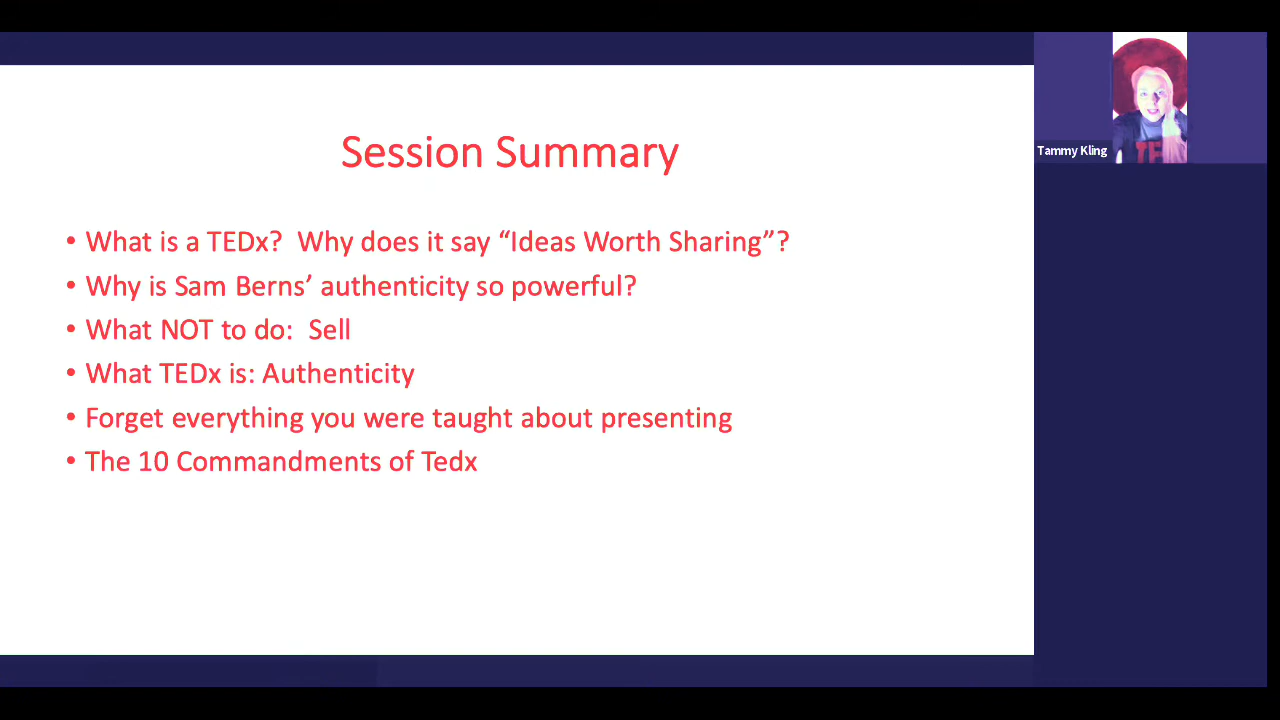 Session Summary
• What is a TEDx?  Why does it say “Ideas Worth Sharing”?
• Why is Sam Berns’ authenticity so powerful?
• What NOT to do:  Sell
• What TEDx is: Authenticity
• Forget everything you were taught about presenting
• The 10 Commandments of Tedx
Tammy Kling
TE